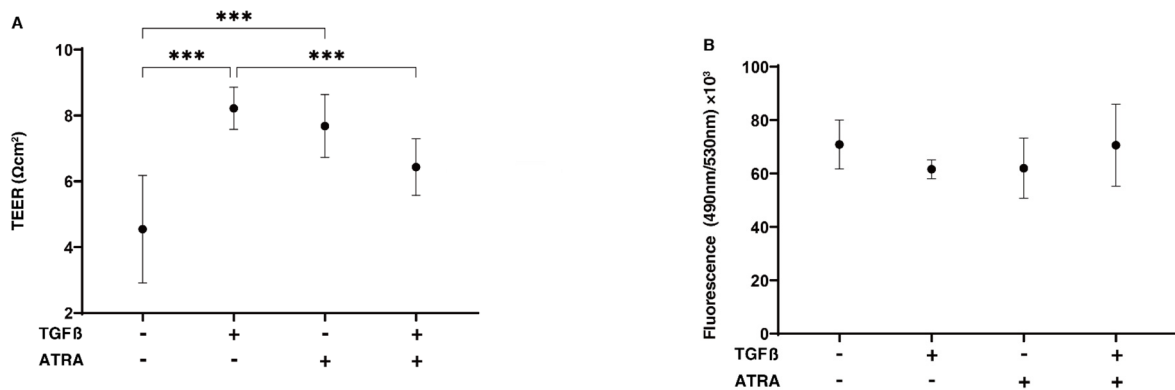 A
***
***
***
10
8
6
4
2
TEER (Ωcm²)
TGFß - + - +
ATRA - - + +
B
100
80
60
40
20
0
Fluorescence (490nm/530nm) ×10³
TGFß - + - +
ATRA - - + +